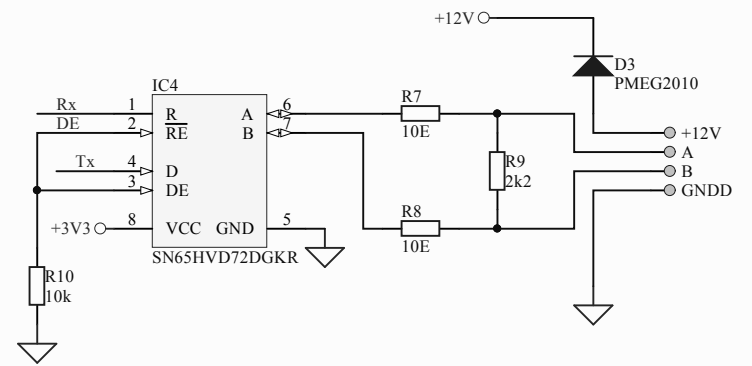 +12V
D3
PMEG2010
IC4
Rx 1 R A 6 R7 10E
DE 2 RE B 7
+12V
A
Tx 4 D R9 2k2 B
3 DE GNDD
+3V3 8 VCC GND 5 R8 10E
SN65HVD72DGKR
R10
10k